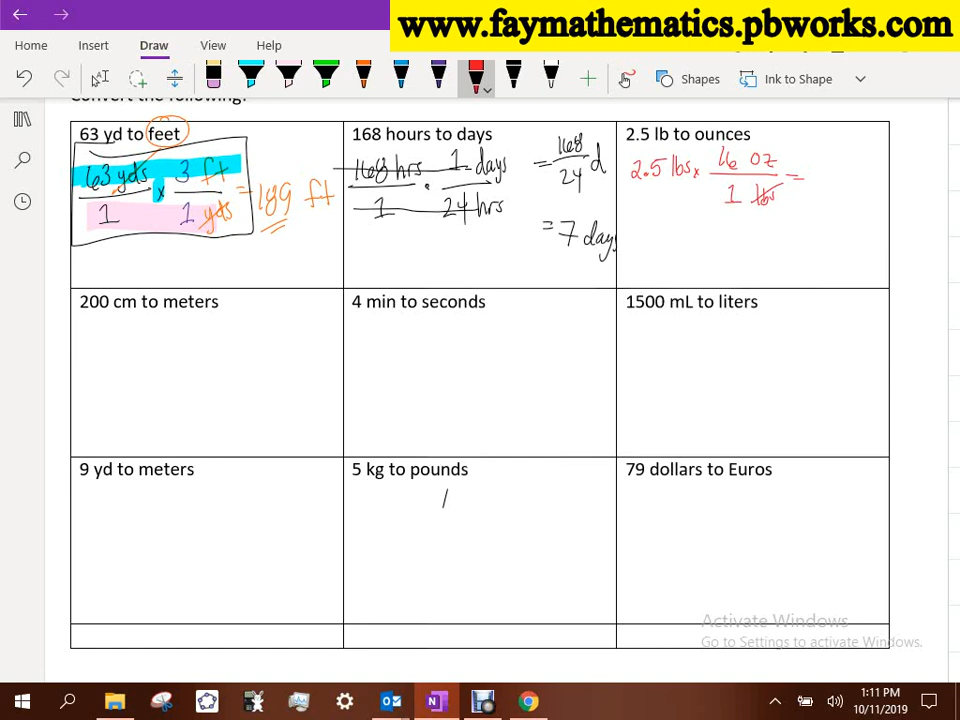 www.faymathematics.pbworks.com
Home Insert Draw View Help
Shapes Ink to Shape
Convert the following:
63 yd to feet
63 yds x 3 ft = 189 ft
1 1 yds
168 hours to days
168 hrs · 1 days = 168 d
1 24 hrs 24
= 7 days
2.5 lb to ounces
2.5 lbs x 16 oz =
1 lbs
200 cm to meters
4 min to seconds
1500 mL to liters
9 yd to meters
5 kg to pounds
79 dollars to Euros
Activate Windows
Go to Settings to activate Windows.
1:11 PM
10/11/2019